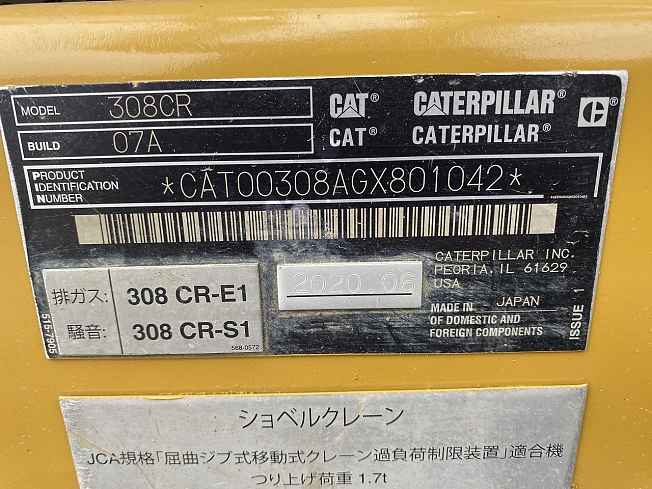 MODEL 308CR CAT® CATERPILLAR®
BUILD 07A CAT® CATERPILLAR®
PRODUCT IDENTIFICATION NUMBER *CAT00308AGX801042*
CATERPILLAR INC.
PEORIA, IL 61629
USA
排ガス: 308 CR-E1
騒音: 308 CR-S1
568-0572
515-7905
2020.06
MADE IN JAPAN
OF DOMESTIC AND
FOREIGN COMPONENTS
ISSUE 1
ショベルクレーン
JCA規格「屈曲ジブ式移動式クレーン過負荷制限装置」適合機
つり上げ荷重 1.7t